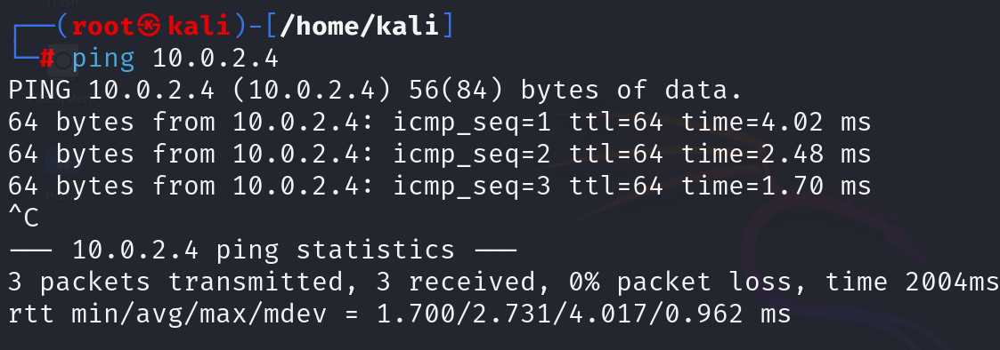 Trash
┌──(root㉿kali)-[/home/kali]
└─# ping 10.0.2.4
PING 10.0.2.4 (10.0.2.4) 56(84) bytes of data.
64 bytes from 10.0.2.4: icmp_seq=1 ttl=64 time=4.02 ms
64 bytes from 10.0.2.4: icmp_seq=2 ttl=64 time=2.48 ms
64 bytes from 10.0.2.4: icmp_seq=3 ttl=64 time=1.70 ms
^C
--- 10.0.2.4 ping statistics ---
3 packets transmitted, 3 received, 0% packet loss, time 2004ms
rtt min/avg/max/mdev = 1.700/2.731/4.017/0.962 ms